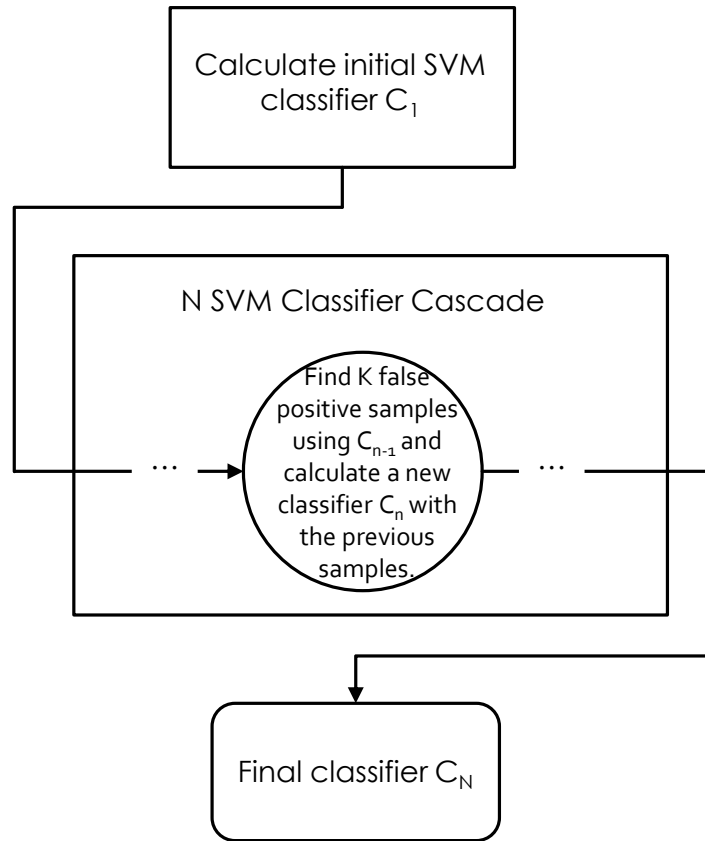 Calculate initial SVM
classifier C₁
N SVM Classifier Cascade
Find K false
positive samples
using Cₙ₋₁ and
calculate a new
classifier Cₙ with
the previous
samples.
... ...
Final classifier C_N